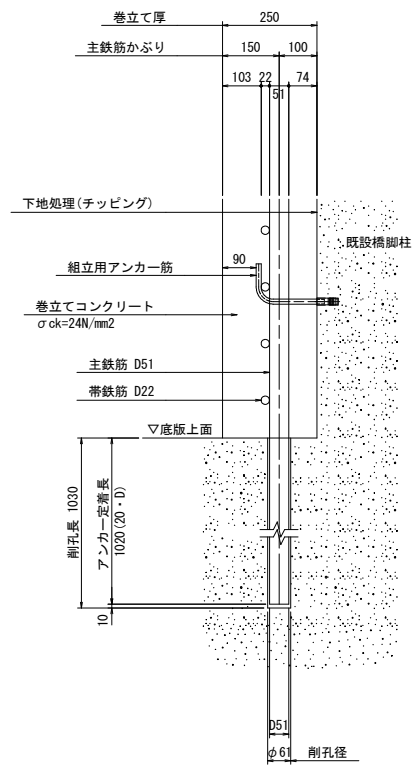 巻立て厚
250
主鉄筋かぶり
150
100
103
22
74
51
下地処理(チッピング)
既設橋脚柱
90
組立用アンカー筋
巻立てコンクリート
σck=24N/mm2
主鉄筋 D51
帯鉄筋 D22
▽底版上面
削孔長 1030
アンカー定着長
1020(20・D)
10
D51
φ61
削孔径